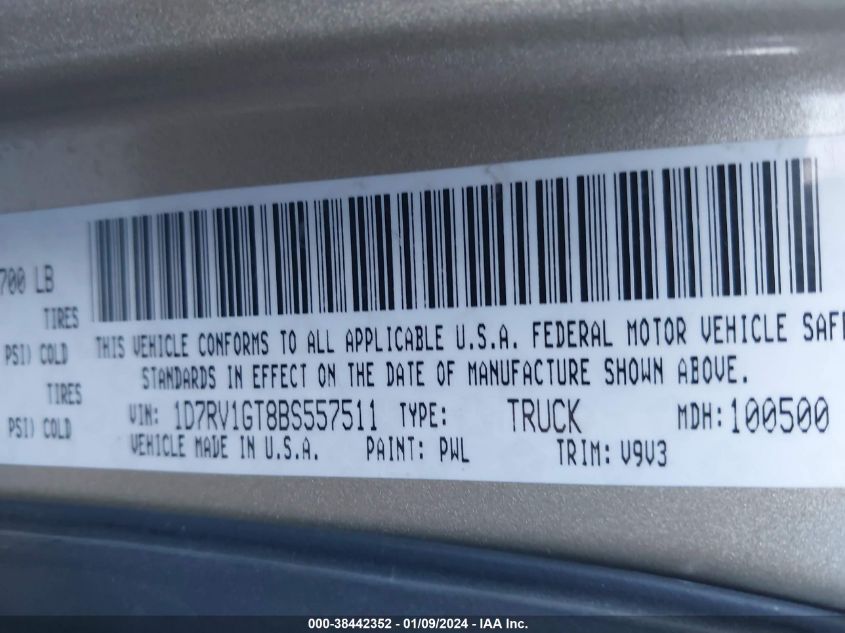 700 LB
TIRES
PSI) COLD
TIRES
PSI) COLD
THIS VEHICLE CONFORMS TO ALL APPLICABLE U.S.A. FEDERAL MOTOR VEHICLE SAFE
STANDARDS IN EFFECT ON THE DATE OF MANUFACTURE SHOWN ABOVE.
VIN: 1D7RV1GT8BS557511 TYPE: TRUCK MDH:100500
VEHICLE MADE IN U.S.A. PAINT: PWL TRIM: V9V3
000-38442352 / 01/09/2024 - IAA Inc.